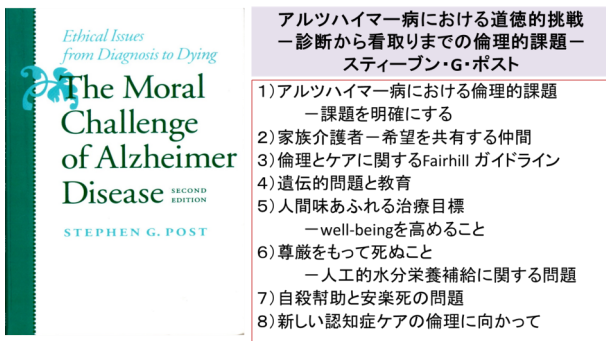 Ethical Issues
from Diagnosis to Dying
The Moral
Challenge
of Alzheimer
Disease SECOND EDITION
STEPHEN G. POST
アルツハイマー病における道徳的挑戦
－診断から看取りまでの倫理的課題－
スティーブン・G・ポスト
1）アルツハイマー病における倫理的課題
－課題を明確にする
2）家族介護者－希望を共有する仲間
3）倫理とケアに関するFairhill ガイドライン
4）遺伝的問題と教育
5）人間味あふれる治療目標
－well-beingを高めること
6）尊厳をもって死ぬこと
－人工的水分栄養補給に関する問題
7）自殺幇助と安楽死の問題
8）新しい認知症ケアの倫理に向かって